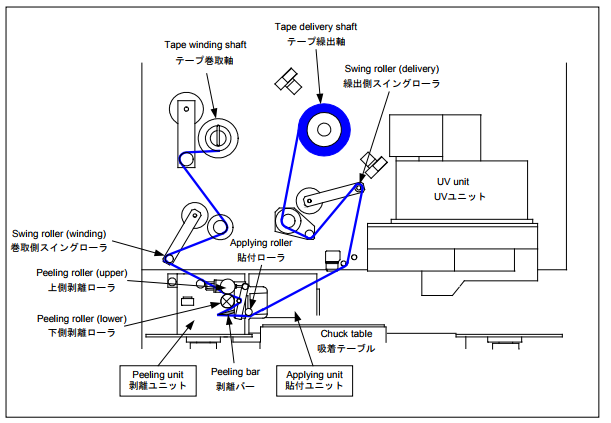 Tape delivery shaft
テープ繰出軸
Tape winding shaft
テープ巻取軸
Swing roller (delivery)
繰出側スイングローラ
UV unit
UVユニット
Swing roller (winding)
巻取側スイングローラ
Applying roller
貼付ローラ
Peeling roller (upper)
上側剥離ローラ
Peeling roller (lower)
下側剥離ローラ
Chuck table
吸着テーブル
Peeling unit
剥離ユニット
Peeling bar
剥離バー
Applying unit
貼付ユニット